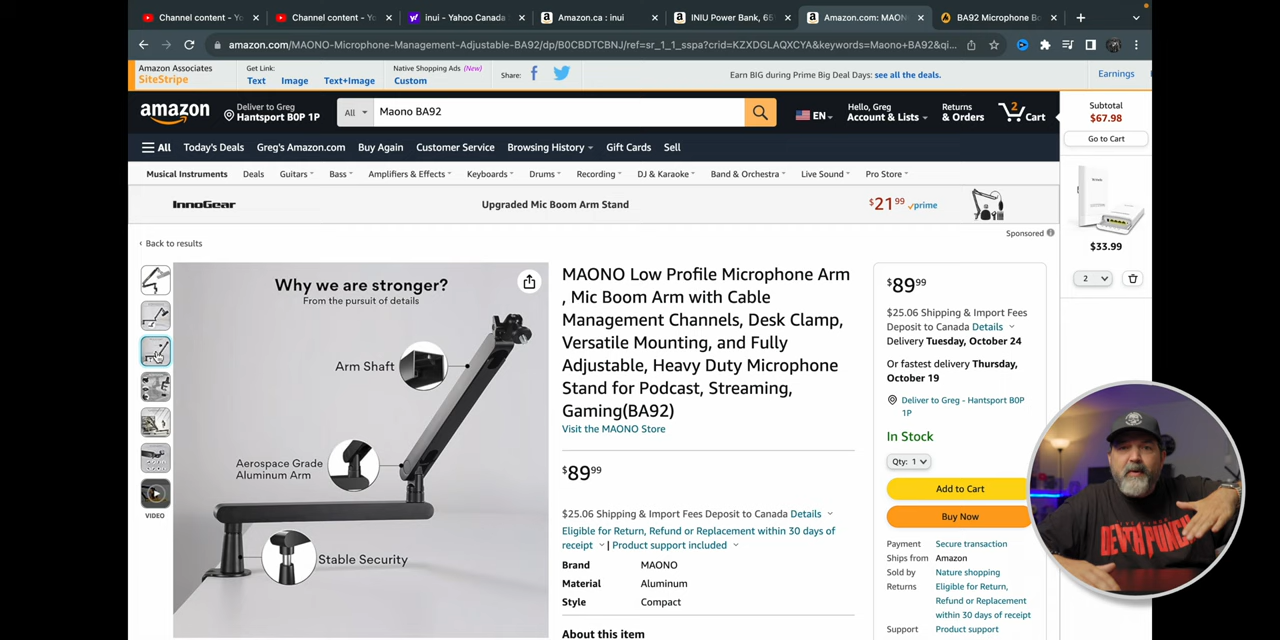 Channel content - Yo
Channel content - Yo
inui - Yahoo Canada
Amazon.ca : inui
INIU Power Bank, 65
Amazon.com: MAON
BA92 Microphone Bo
amazon.com/MAONO-Microphone-Management-Adjustable-BA92/dp/B0CBDTCBNJ/ref=sr_1_1_sspa?crid=KZXDGLAQXCYA&keywords=Maono+BA92&qi...
Amazon Associates
SiteStripe
Get Link:
Text Image Text+Image
Native Shopping Ads (New)
Custom
Share:
Earn BIG during Prime Big Deal Days: see all the deals.
Earnings
amazon
Deliver to Greg
Hantsport B0P 1P
All
Maono BA92
EN
Hello, Greg
Account & Lists
Returns
& Orders
2
Cart
Subtotal
$67.98
Go to Cart
All Today's Deals Greg's Amazon.com Buy Again Customer Service Browsing History Gift Cards Sell
Musical Instruments Deals Guitars Bass Amplifiers & Effects Keyboards Drums Recording DJ & Karaoke Band & Orchestra Live Sound Pro Store
INNOGEAR
Upgraded Mic Boom Arm Stand
$21.99 prime
Sponsored
$33.99
2
‹ Back to results
Why we are stronger?
From the pursuit of details
Arm Shaft
Aerospace Grade
Aluminum Arm
Stable Security
VIDEO
MAONO Low Profile Microphone Arm
, Mic Boom Arm with Cable
Management Channels, Desk Clamp,
Versatile Mounting, and Fully
Adjustable, Heavy Duty Microphone
Stand for Podcast, Streaming,
Gaming(BA92)
Visit the MAONO Store
$89.99
$25.06 Shipping & Import Fees Deposit to Canada Details
Eligible for Return, Refund or Replacement within 30 days of
receipt | Product support included
Brand MAONO
Material Aluminum
Style Compact
About this item
$89.99
$25.06 Shipping & Import Fees
Deposit to Canada Details
Delivery Tuesday, October 24
Or fastest delivery Thursday,
October 19
Deliver to Greg - Hantsport B0P
1P
In Stock
Qty: 1
Add to Cart
Buy Now
Payment Secure transaction
Ships from Amazon
Sold by Nature shopping
Returns Eligible for Return,
Refund or Replacement
within 30 days of
receipt
Support Product support
DEATH PUNCH